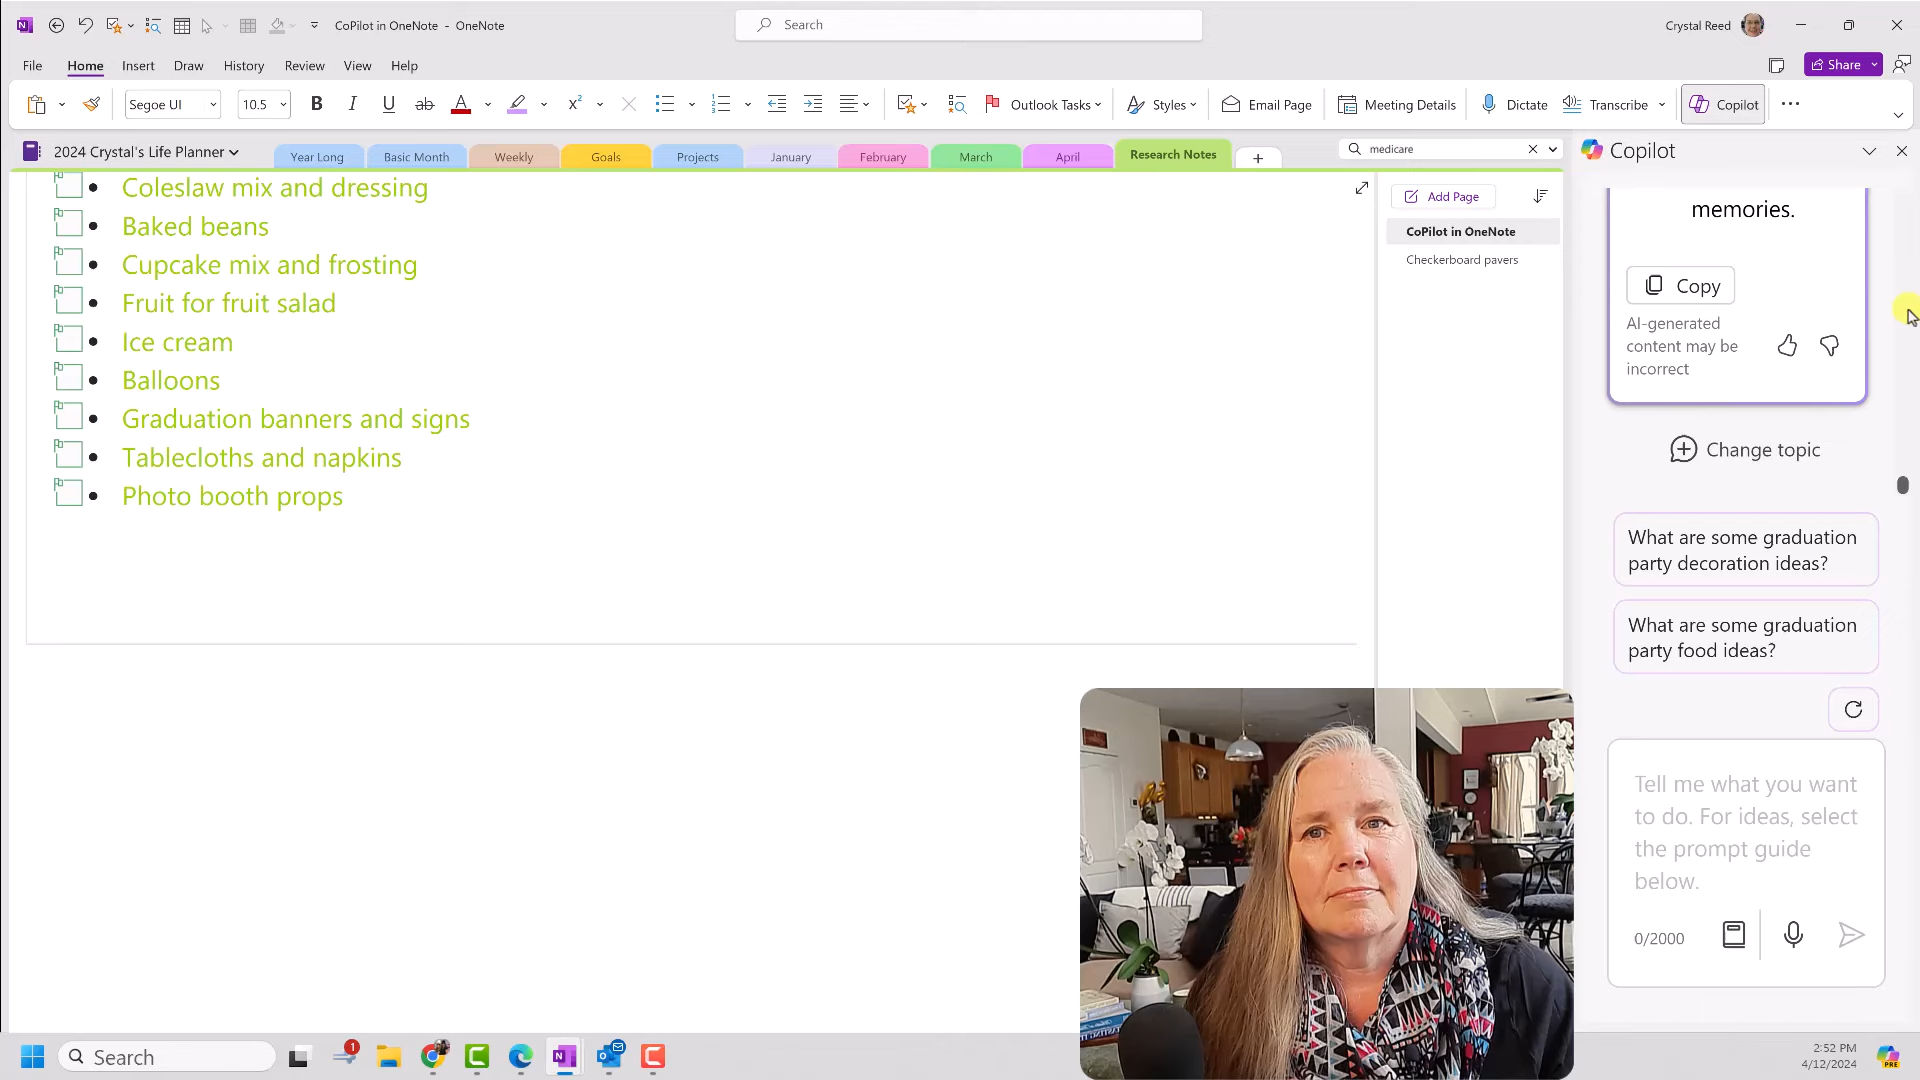 CoPilot in OneNote - OneNote
Search
Crystal Reed
File Home Insert Draw History Review View Help
Share
Segoe UI 10.5 B I U ab A x² Outlook Tasks Styles Email Page Meeting Details Dictate Transcribe Copilot
2024 Crystal's Life Planner
Year Long Basic Month Weekly Goals Projects January February March April Research Notes
medicare
Add Page
CoPilot in OneNote
Checkerboard pavers
Coleslaw mix and dressing
Baked beans
Cupcake mix and frosting
Fruit for fruit salad
Ice cream
Balloons
Graduation banners and signs
Tablecloths and napkins
Photo booth props
Copilot
memories.
Copy
AI-generated
content may be
incorrect
Change topic
What are some graduation
party decoration ideas?
What are some graduation
party food ideas?
Tell me what you want
to do. For ideas, select
the prompt guide
below.
0/2000
Search
1
2:52 PM
4/12/2024
PRE